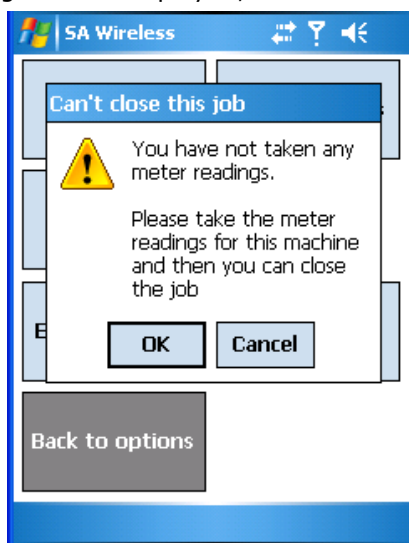 SA Wireless
Can't close this job
You have not taken any
meter readings.
Please take the meter
readings for this machine
and then you can close
the job
OK
Cancel
Back to options